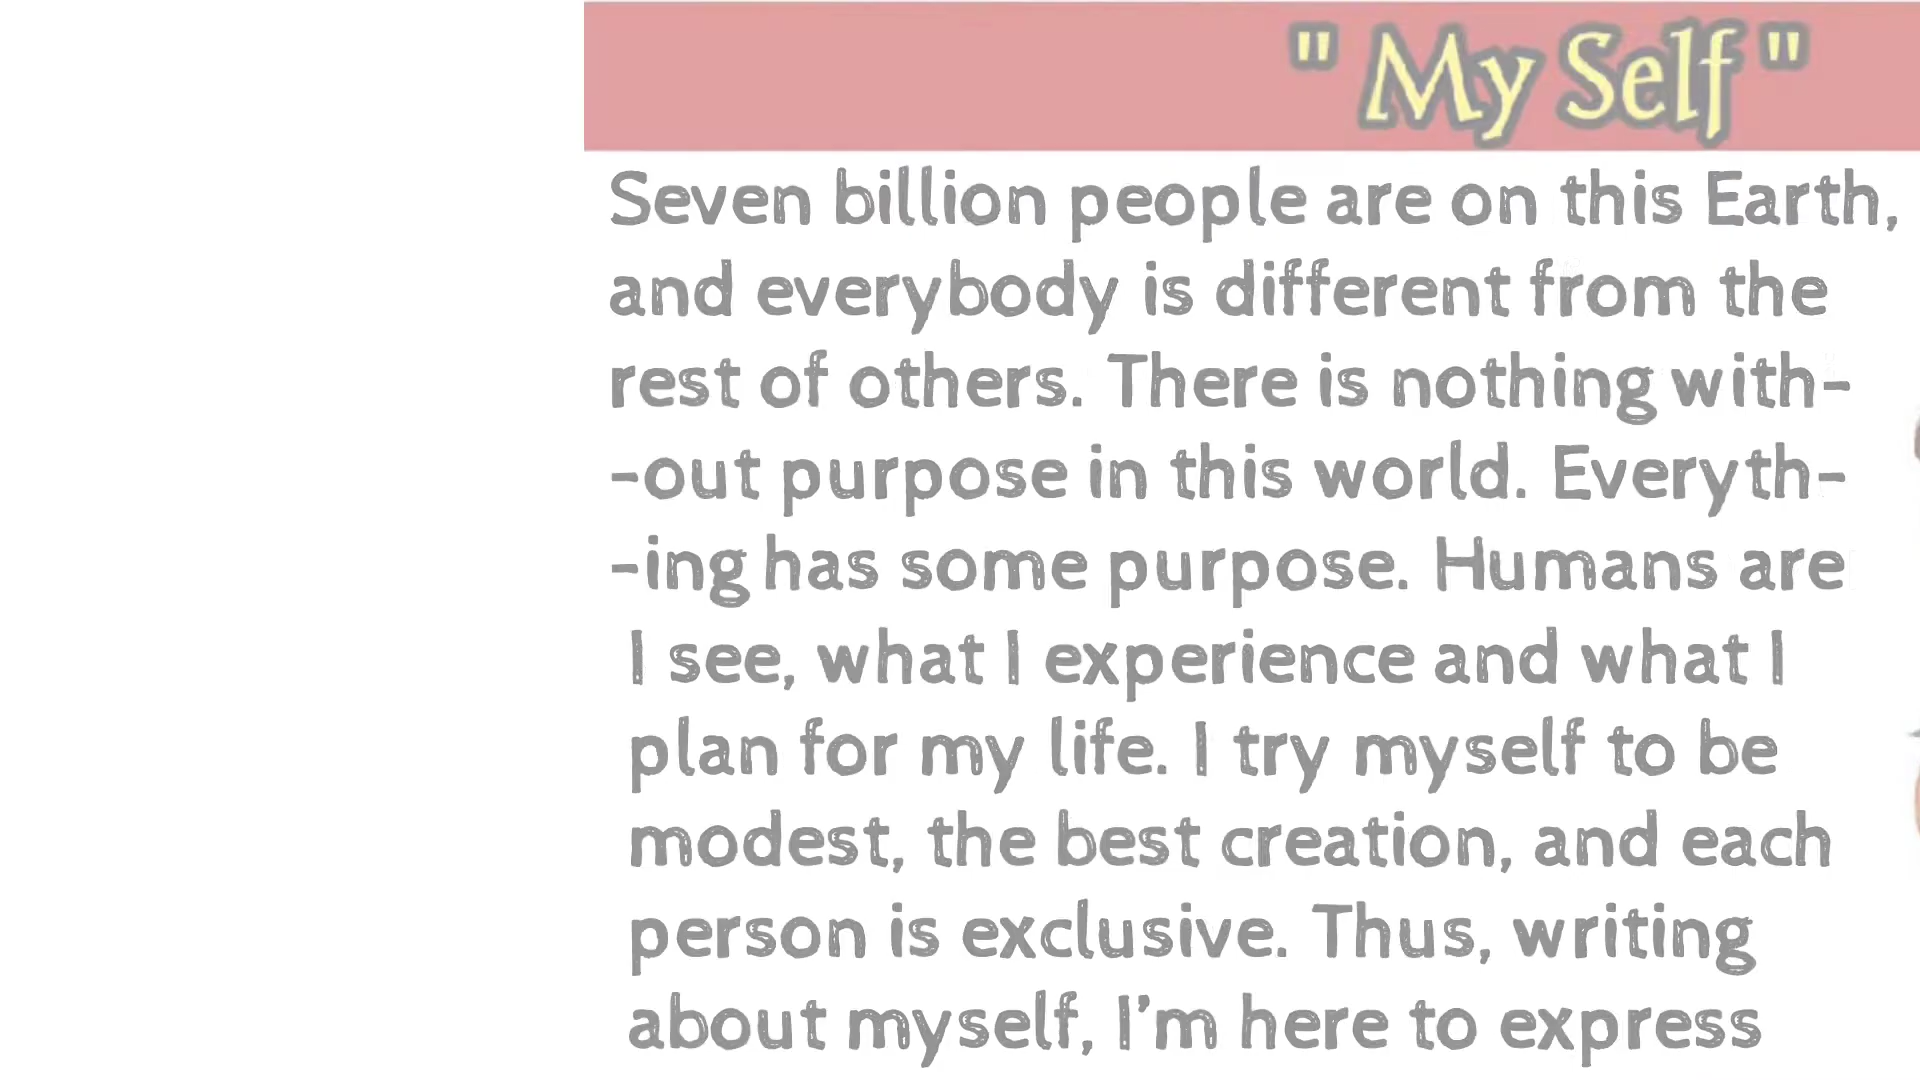 " My Self "
Seven billion people are on this Earth,
and everybody is different from the
rest of others. There is nothing with-
-out purpose in this world. Everyth-
-ing has some purpose. Humans are
I see, what I experience and what I
plan for my life. I try myself to be
modest, the best creation, and each
person is exclusive. Thus, writing
about myself, I'm here to express